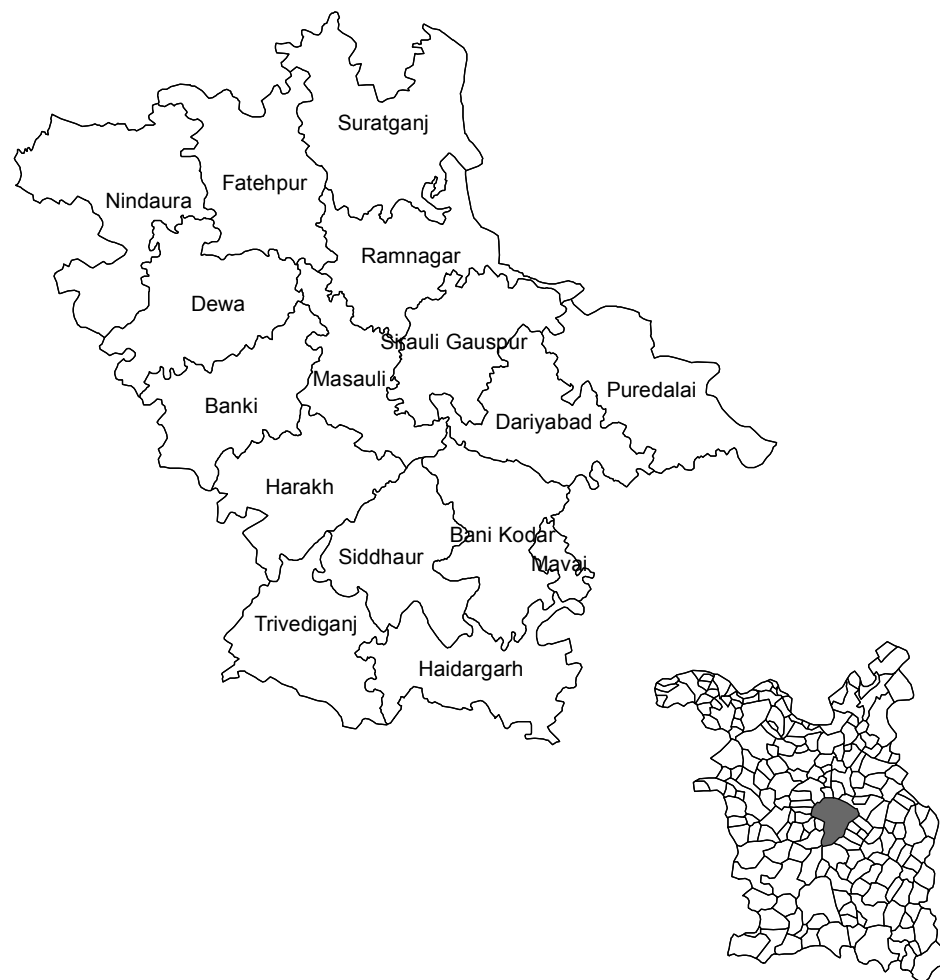 Suratganj
Fatehpur
Nindaura
Ramnagar
Dewa
Sirauli Gauspur
Masauli
Puredalai
Banki
Dariyabad
Harakh
Bani Kodar
Siddhaur
Mavai
Trivediganj
Haidargarh